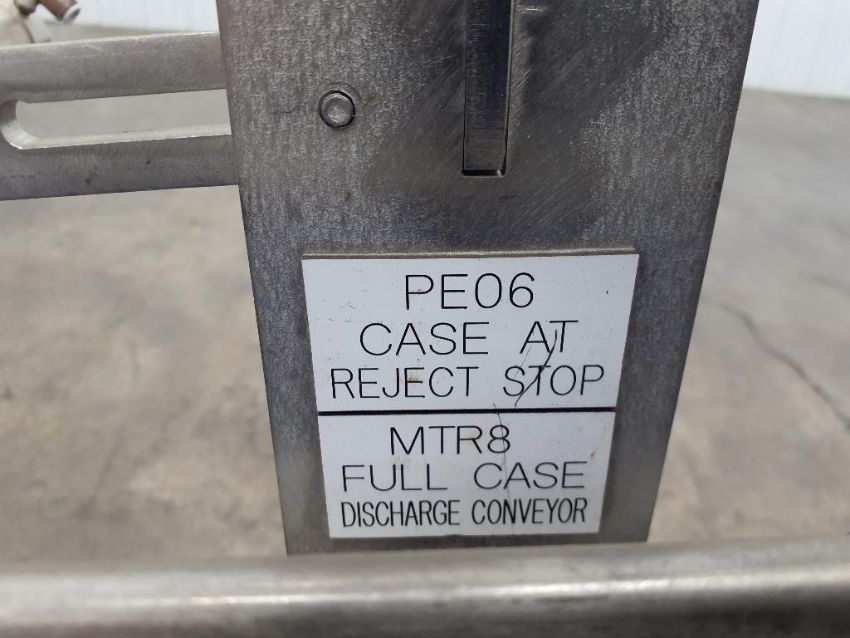 PE06
CASE AT
REJECT STOP
MTR8
FULL CASE
DISCHARGE CONVEYOR